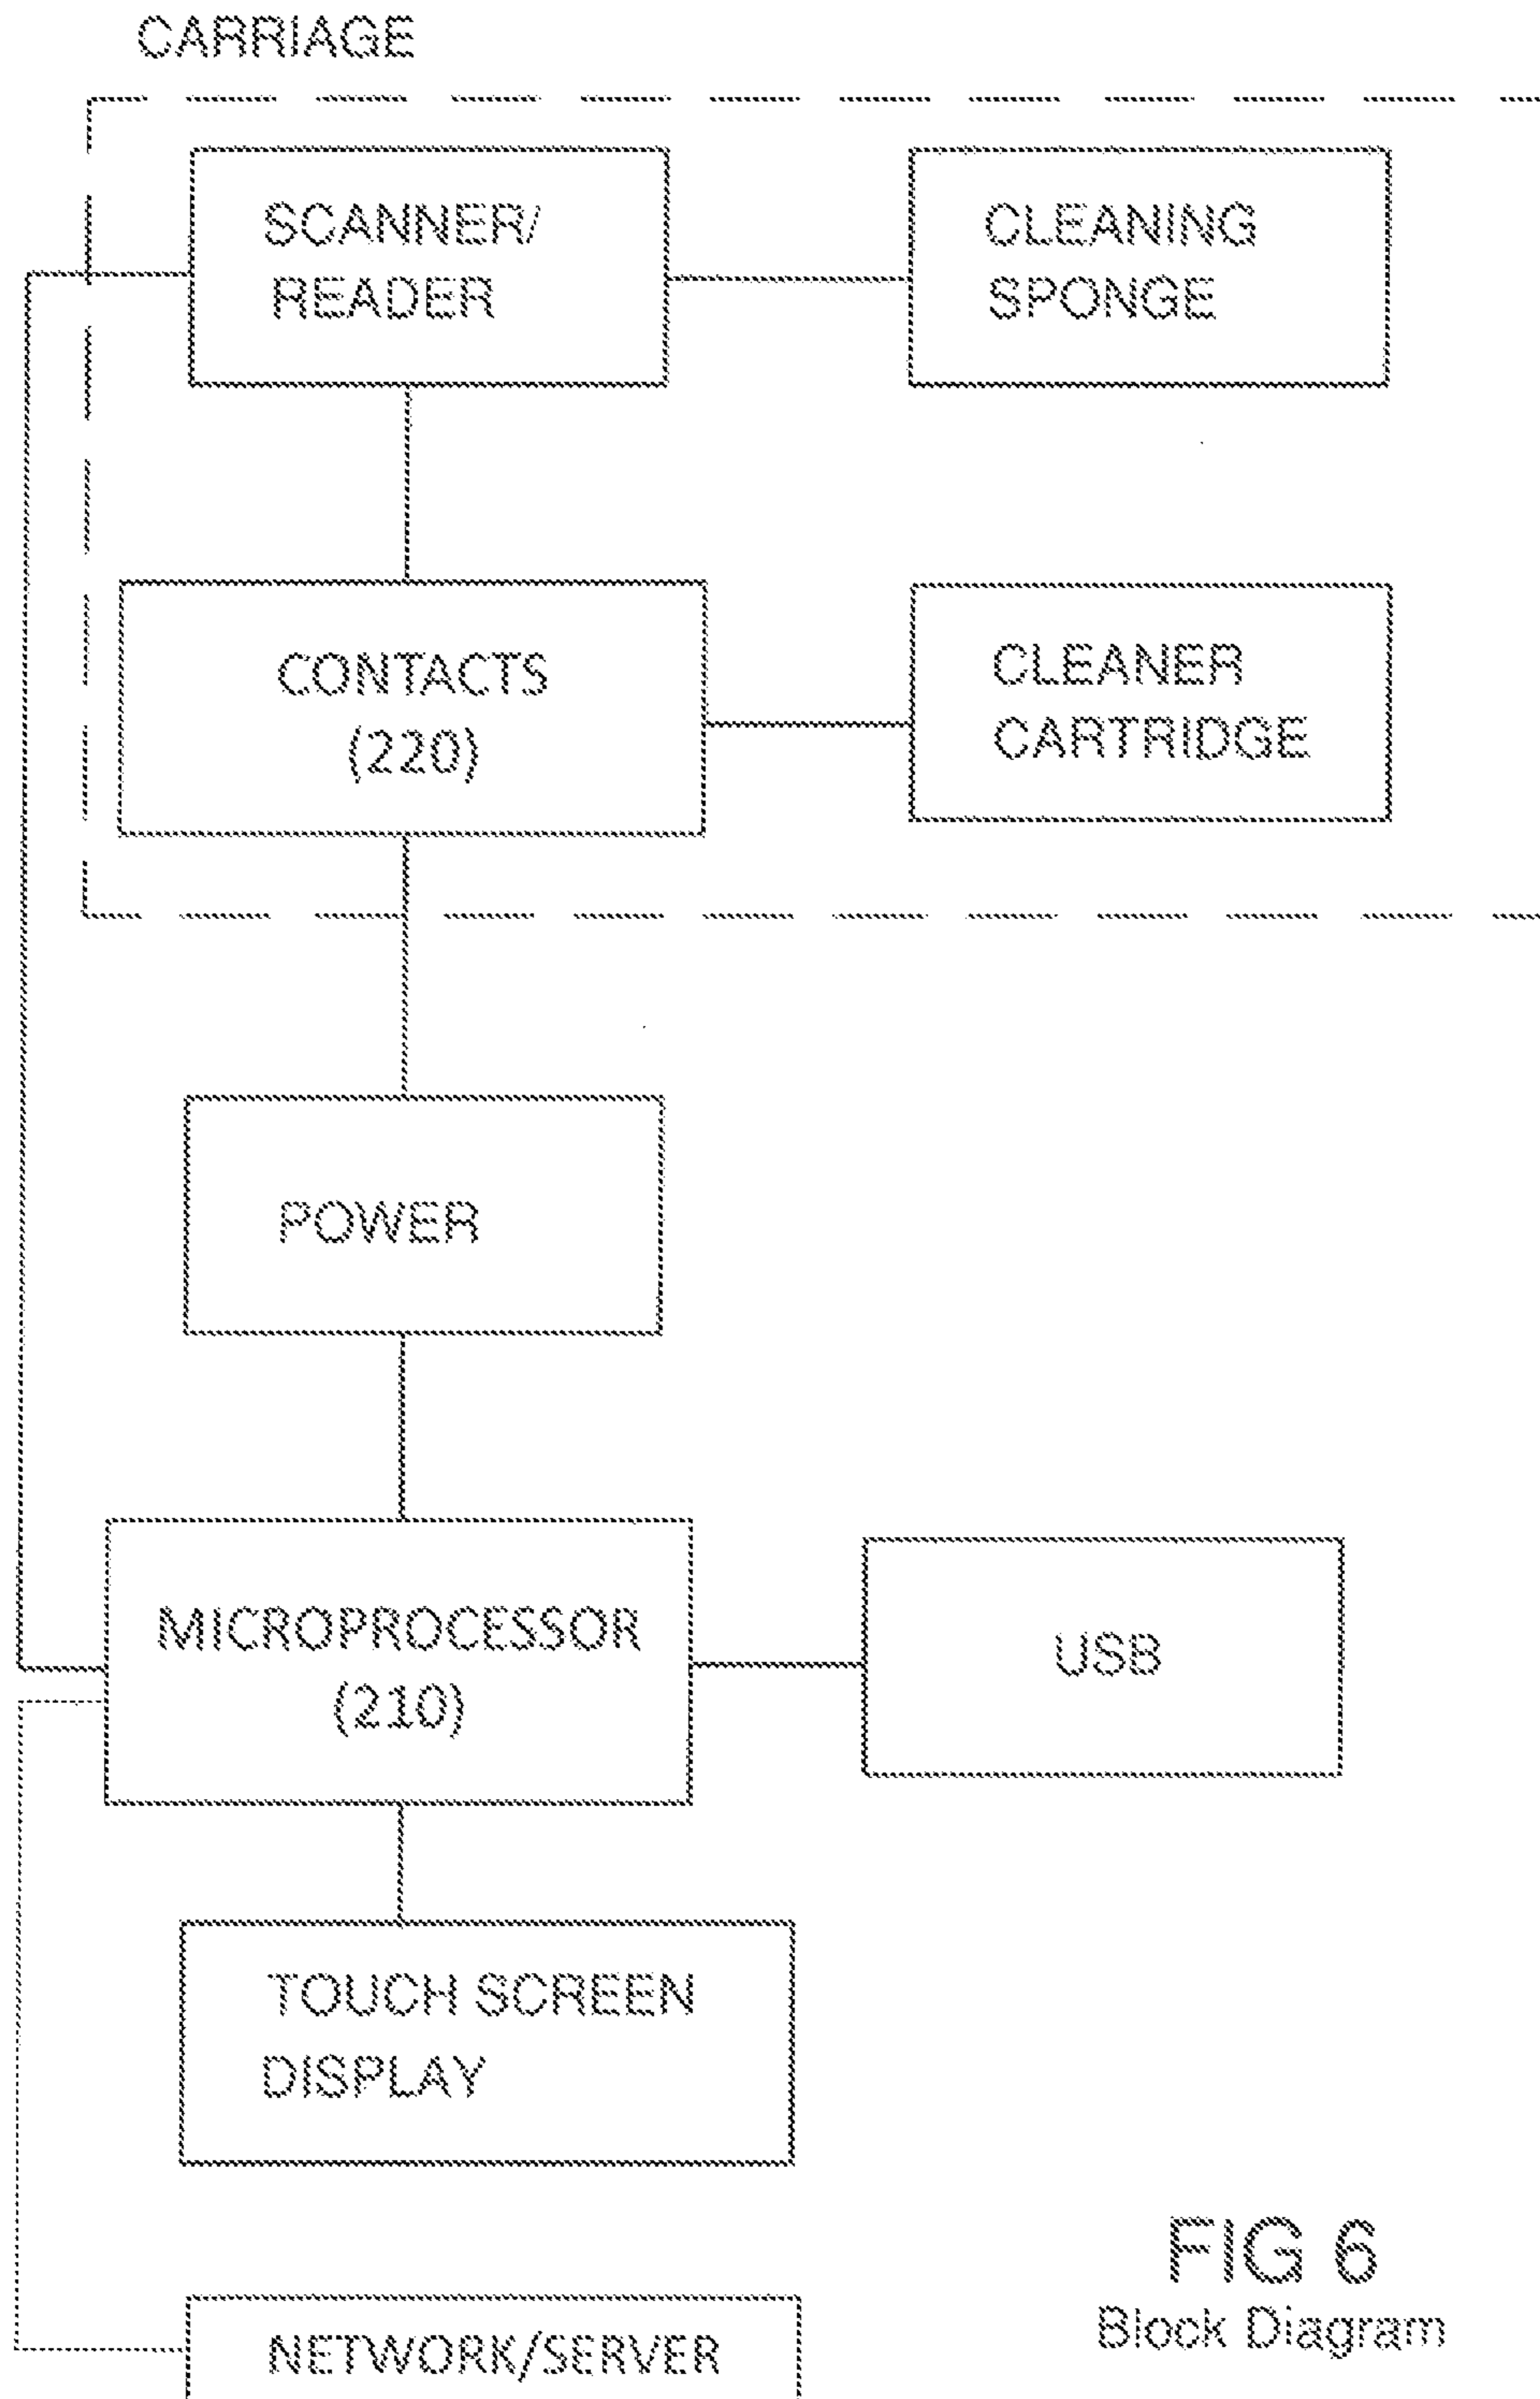 CARRIAGE
SCANNER/
READER
CLEANING
SPONGE
CONTACTS
(220)
CLEANER
CARTRIDGE
POWER
MICROPROCESSOR
(210)
USB
TOUCH SCREEN
DISPLAY
NETWORK/SERVER
FIG 6
Block Diagram